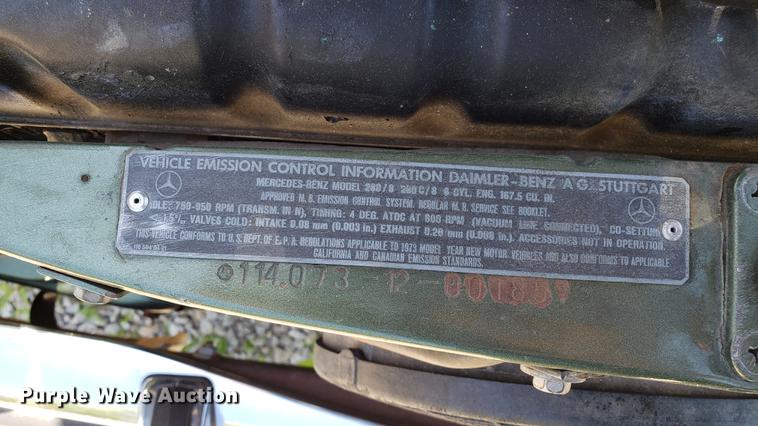 VEHICLE EMISSION CONTROL INFORMATION DAIMLER-BENZ A.G. STUTTGART
MERCEDES-BENZ MODEL 280/8 280 C/8 6 CYL. ENG. 167.5 CU. IN.
APPROVED M. B. EMISSION CONTROL SYSTEM. REGULAR M. B. SERVICE SEE BOOKLET.
IDLE: 750-950 RPM (TRANSM. IN N), TIMING: 4 DEG. ATDC AT 800 RPM (VACUUM LINE CONNECTED), CO-SETTING
< 1.5% VALVES COLD: INTAKE 0.08 mm (0.003 in.) EXHAUST 0.20 mm (0.008 in.). ACCESSORIES NOT IN OPERATION.
THIS VEHICLE CONFORMS TO U. S. DEPT. OF E. P. A. REGULATIONS APPLICABLE TO 1973 MODEL YEAR NEW MOTOR. VEHICLES AND ALSO CONFORMS TO APPLICABLE
CALIFORNIA AND CANADIAN EMISSION STANDARDS.
114.073 -12-
Purple Wave Auction